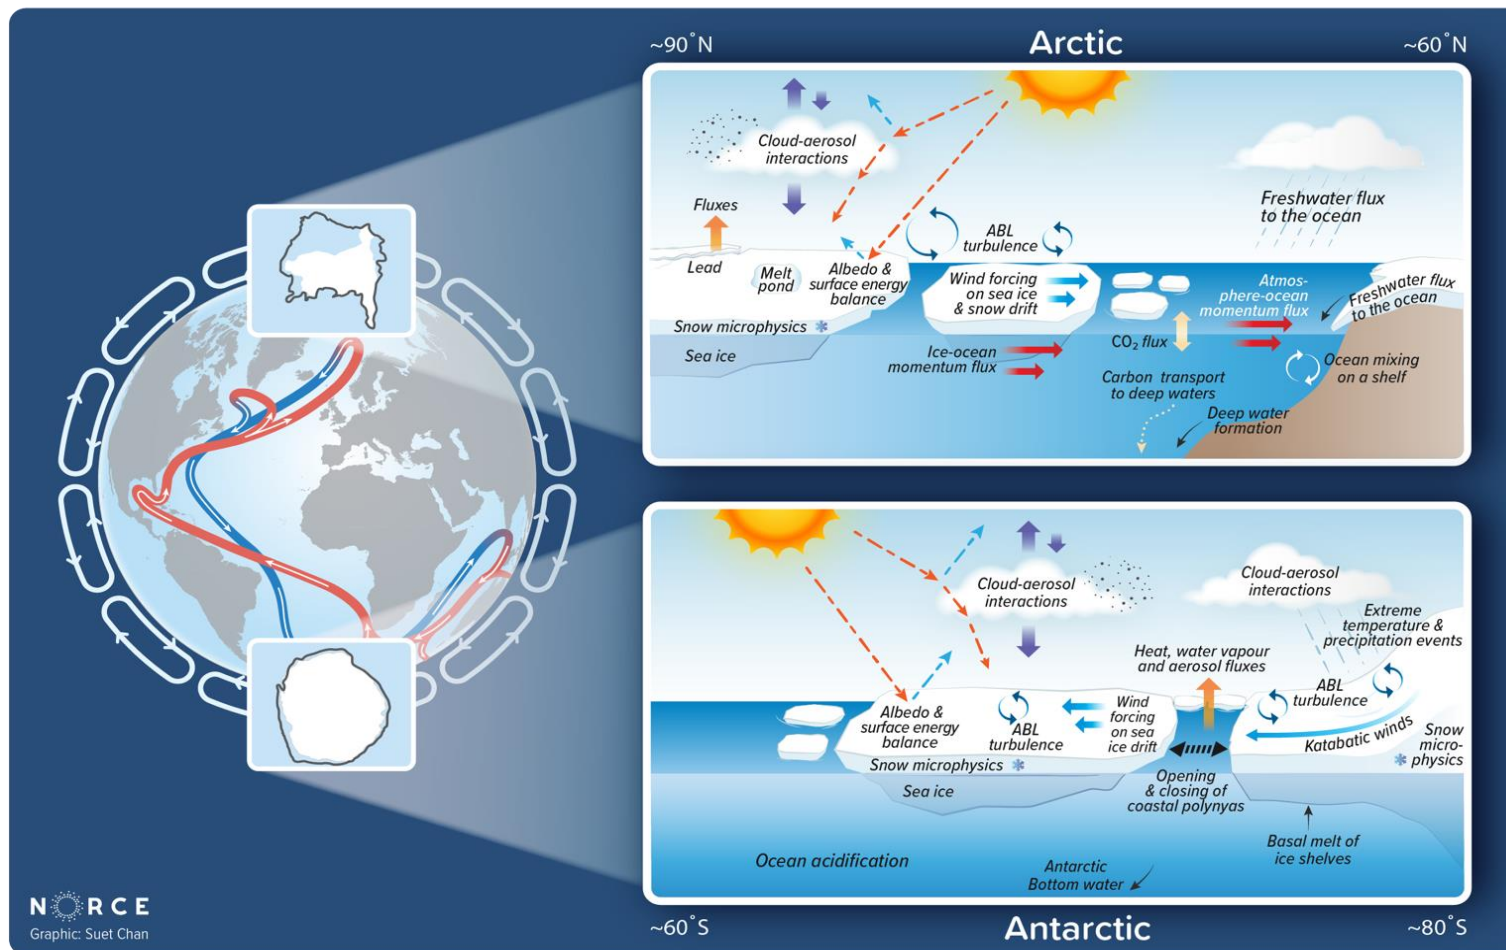 ~90°N
Arctic
~60°N
Cloud-aerosol
interactions
Fluxes
Lead
Melt
pond
Albedo &
surface energy
balance
Snow microphysics
Sea ice
ABL
turbulence
Wind forcing
on sea ice
& snow drift
Ice-ocean
momentum flux
Freshwater flux
to the ocean
Atmos-
phere-ocean
momentum flux
Freshwater flux
to the ocean
CO₂ flux
Carbon transport
to deep waters
Ocean mixing
on a shelf
Deep water
formation
Cloud-aerosol
interactions
Cloud-aerosol
interactions
Extreme
temperature &
precipitation events
Heat, water vapour
and aerosol fluxes
Albedo &
surface energy
balance
ABL
turbulence
Wind
forcing
on sea
ice drift
ABL
turbulence
Katabatic winds
Snow
micro-
physics
Snow microphysics
Sea ice
Opening
& closing of
coastal polynyas
Basal melt of
ice shelves
Ocean acidification
Antarctic
Bottom water
~60°S
Antarctic
~80°S
NORCE
Graphic: Suet Chan